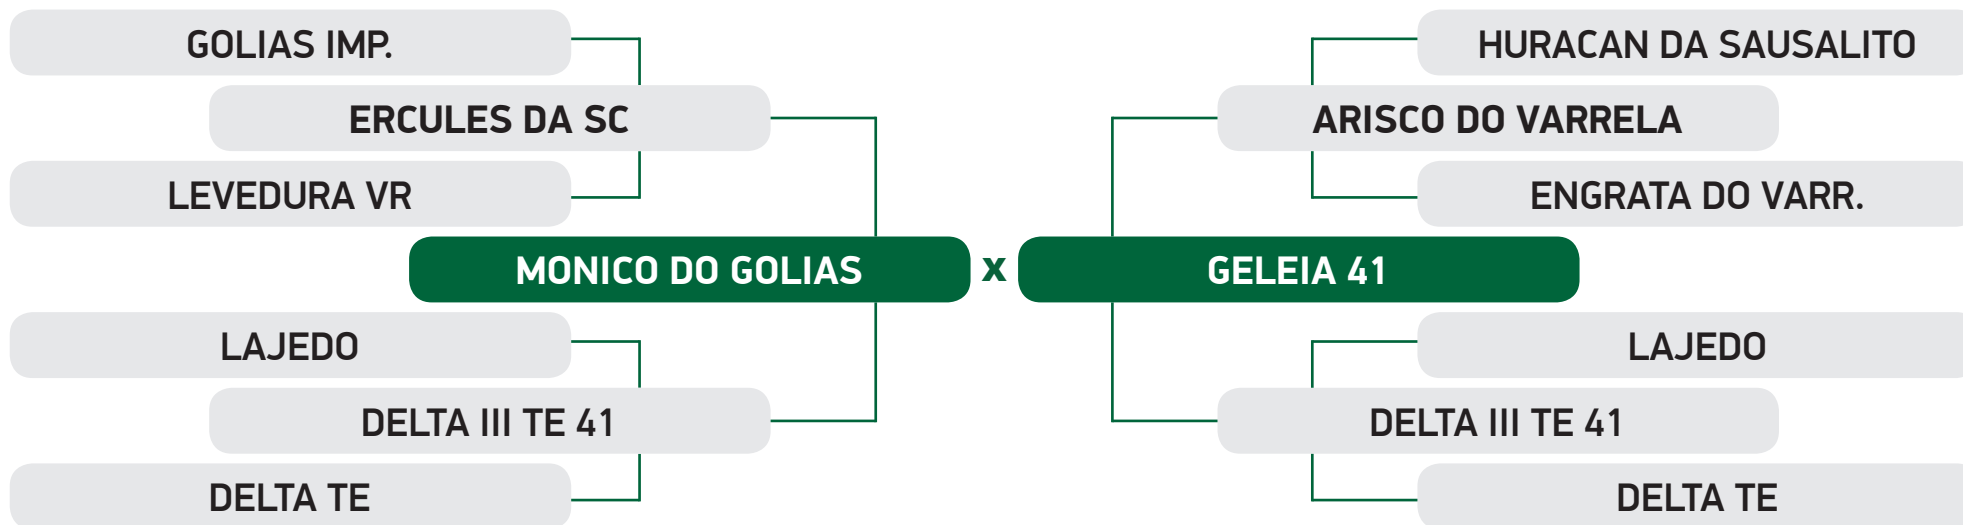 GOLIAS IMP.
HURACAN DA SAUSALITO
ERCULES DA SC
ARISCO DO VARRELA
LEVEDURA VR
ENGRATA DO VARR.
MONICO DO GOLIAS x GELEIA 41
LAJEDO
LAJEDO
DELTA III TE 41
DELTA III TE 41
DELTA TE
DELTA TE